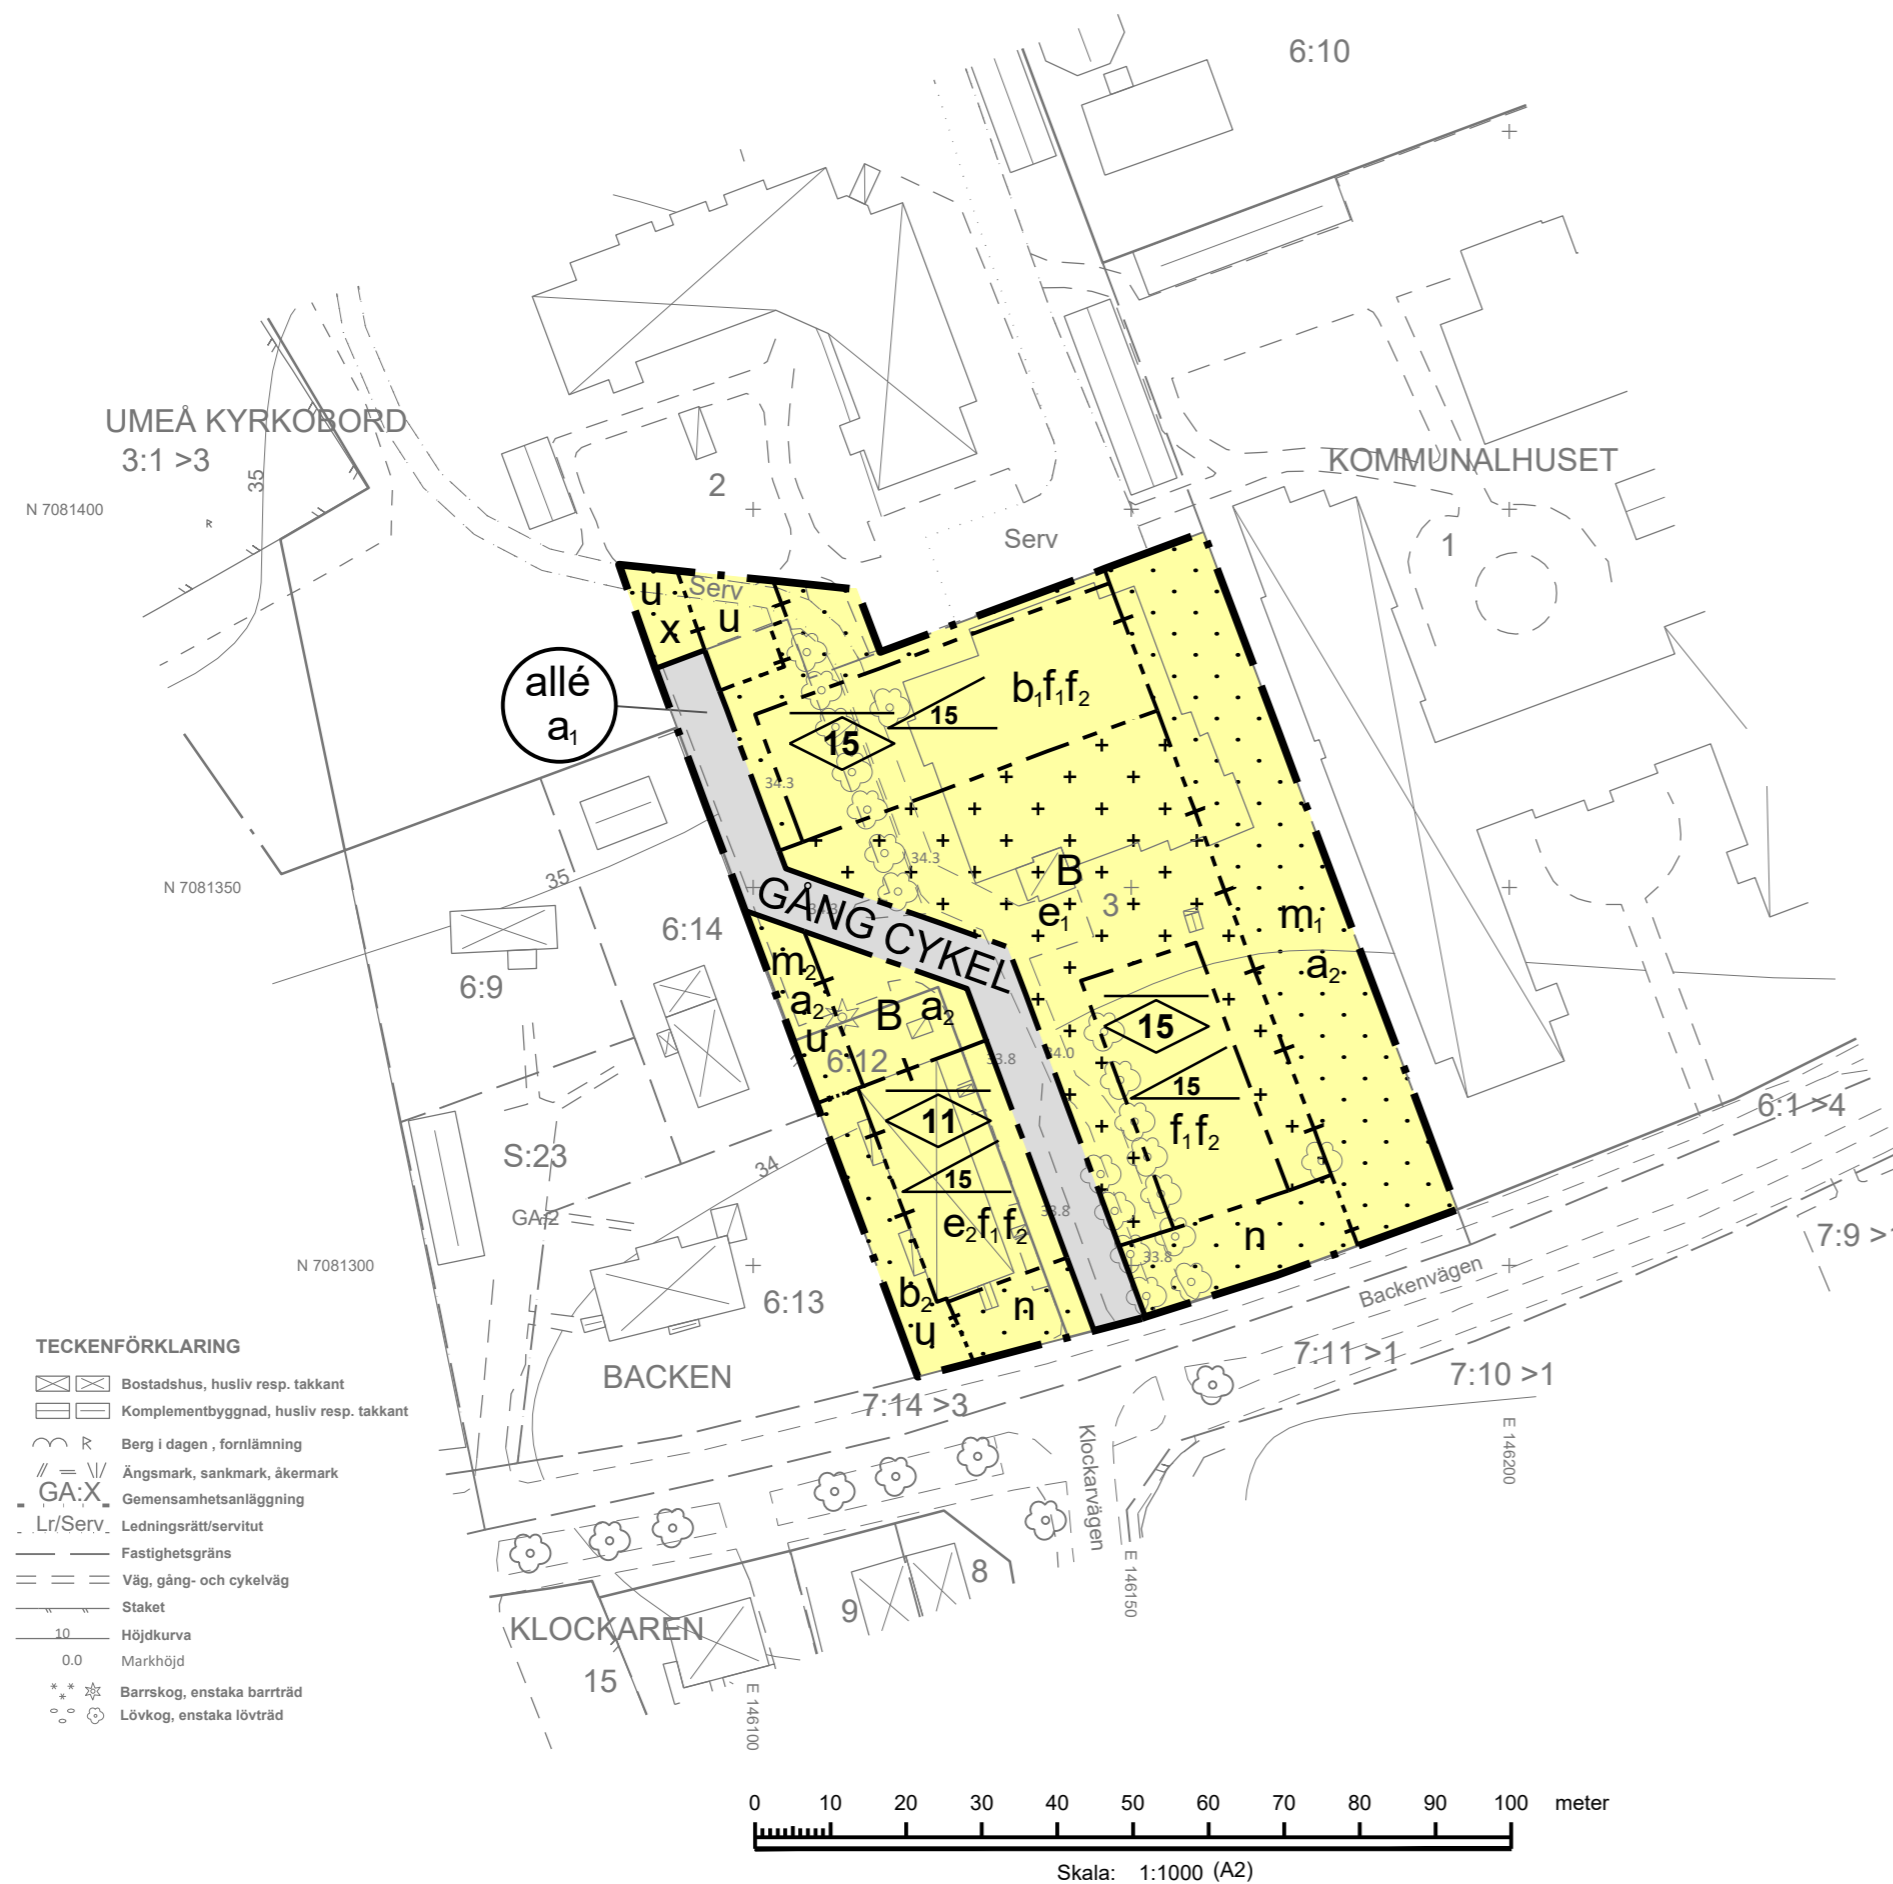 6:10
UMEÅ KYRKOBORD
3:1 >3
35
N 7081400
R
2
KOMMUNALHUSET
1
Serv
Serv
u
x
u
allé
a1
b1f1f2
15
15
34.3
34.3
N 7081350
35
6:14
6:9
GÅNG CYKEL
34.3
B
e1
3
m1
a2
m2
a2
u
B a2
6:12
33.8
34.0
15
15
f1f2
11
15
e2f1f2
33.8
S:23
34
GA:2
6:1 >4
7:9 >1
N 7081300
6:13
b2
u
n
n
33.8
Backenvägen
BACKEN
7:14 >3
7:11 >1
7:10 >1
Klockarvägen
E 146200
E 146150
E 146100
KLOCKAREN
15
9
8
TECKENFÖRKLARING
Bostadshus, husliv resp. takkant
Komplementbyggnad, husliv resp. takkant
R Berg i dagen , fornlämning
Ängsmark, sankmark, åkermark
GA:X Gemensamhetsanläggning
Lr/Serv Ledningsrätt/servitut
Fastighetsgräns
Väg, gång- och cykelväg
Staket
10 Höjdkurva
0.0 Markhöjd
Barrskog, enstaka barrträd
Lövkog, enstaka lövträd
0 10 20 30 40 50 60 70 80 90 100 meter
Skala: 1:1000 (A2)